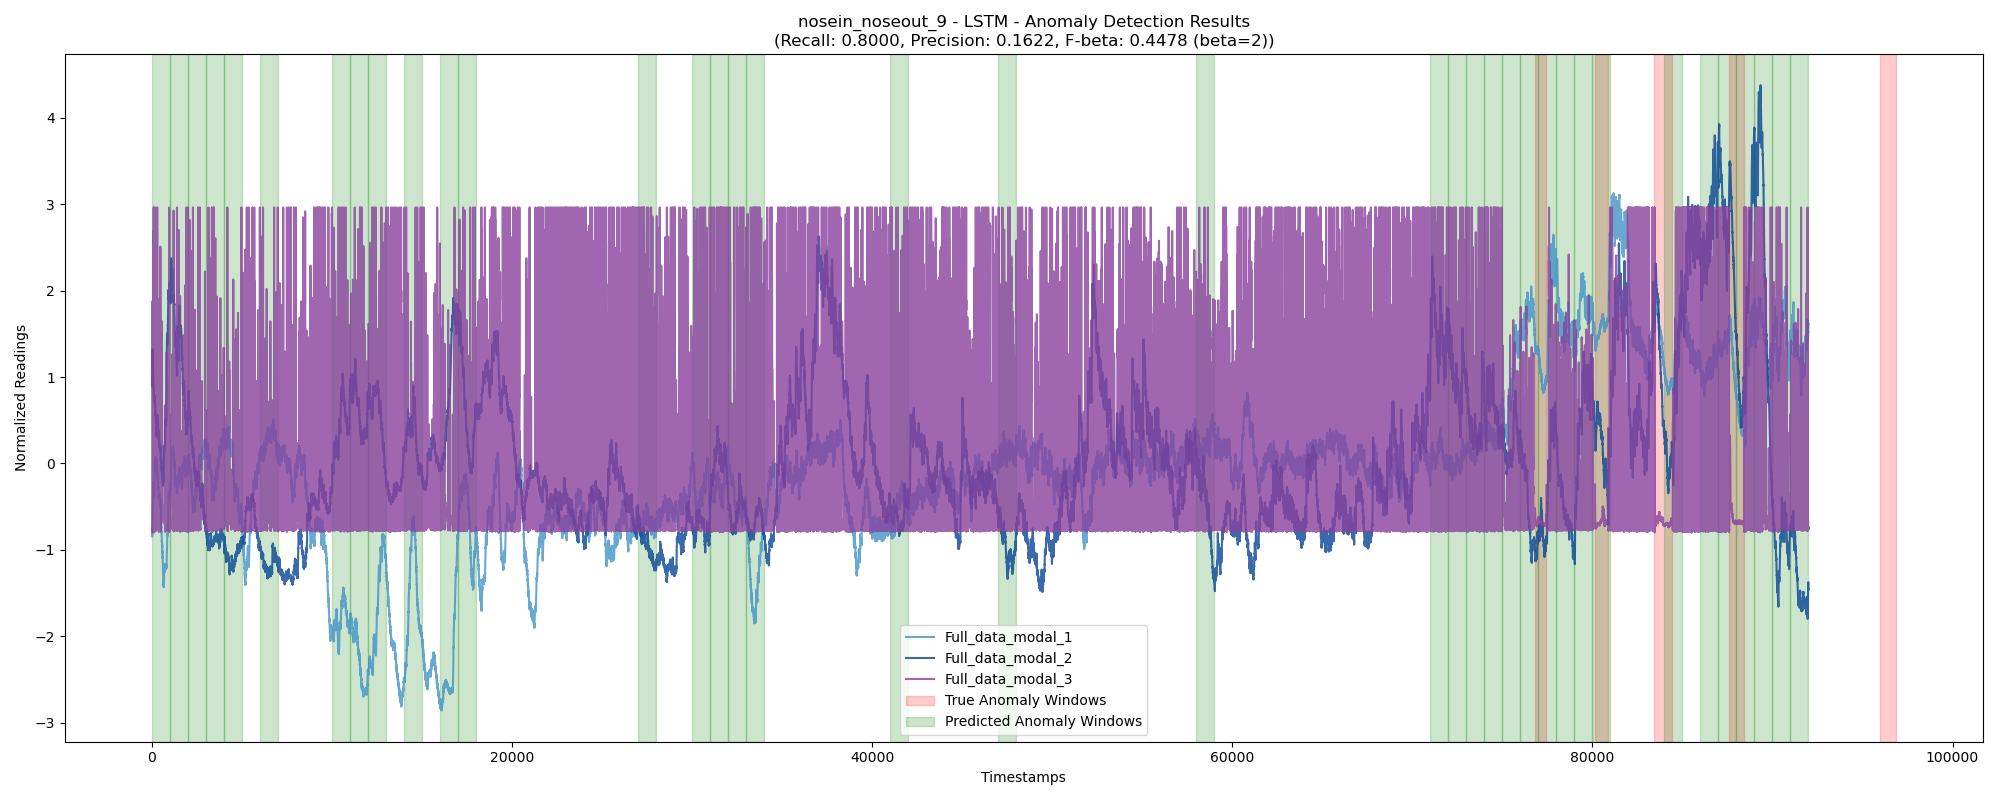 nosein_noseout_9 - LSTM - Anomaly Detection Results
(Recall: 0.8000, Precision: 0.1622, F-beta: 0.4478 (beta=2))
Normalized Readings
4
3
2
1
0
−1
−2
−3
Full_data_modal_1
Full_data_modal_2
Full_data_modal_3
True Anomaly Windows
Predicted Anomaly Windows
0
20000
40000
60000
80000
100000
Timestamps